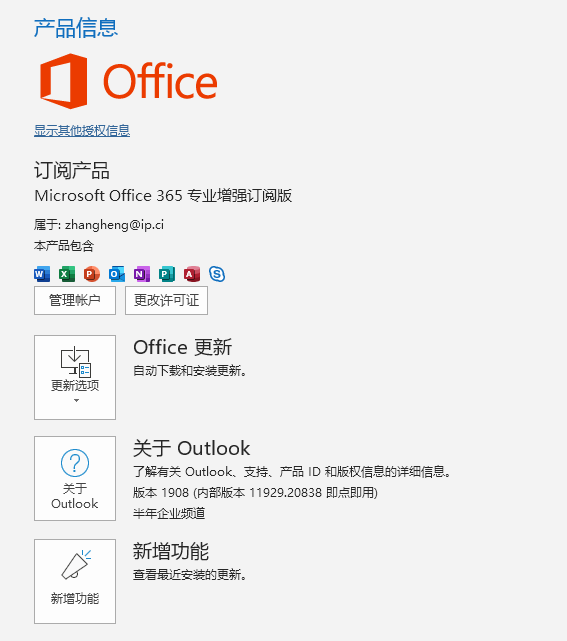 产品信息
Office
显示其他授权信息
订阅产品
Microsoft Office 365 专业增强订阅版
属于: zhangheng@ip.ci
本产品包含
W X P O N P A S
管理帐户 更改许可证
Office 更新
自动下载和安装更新。
更新选项
关于 Outlook
了解有关 Outlook、支持、产品 ID 和版权信息的详细信息。
版本 1908 (内部版本 11929.20838 即点即用)
半年企业频道
关于
Outlook
新增功能
查看最近安装的更新。
新增功能